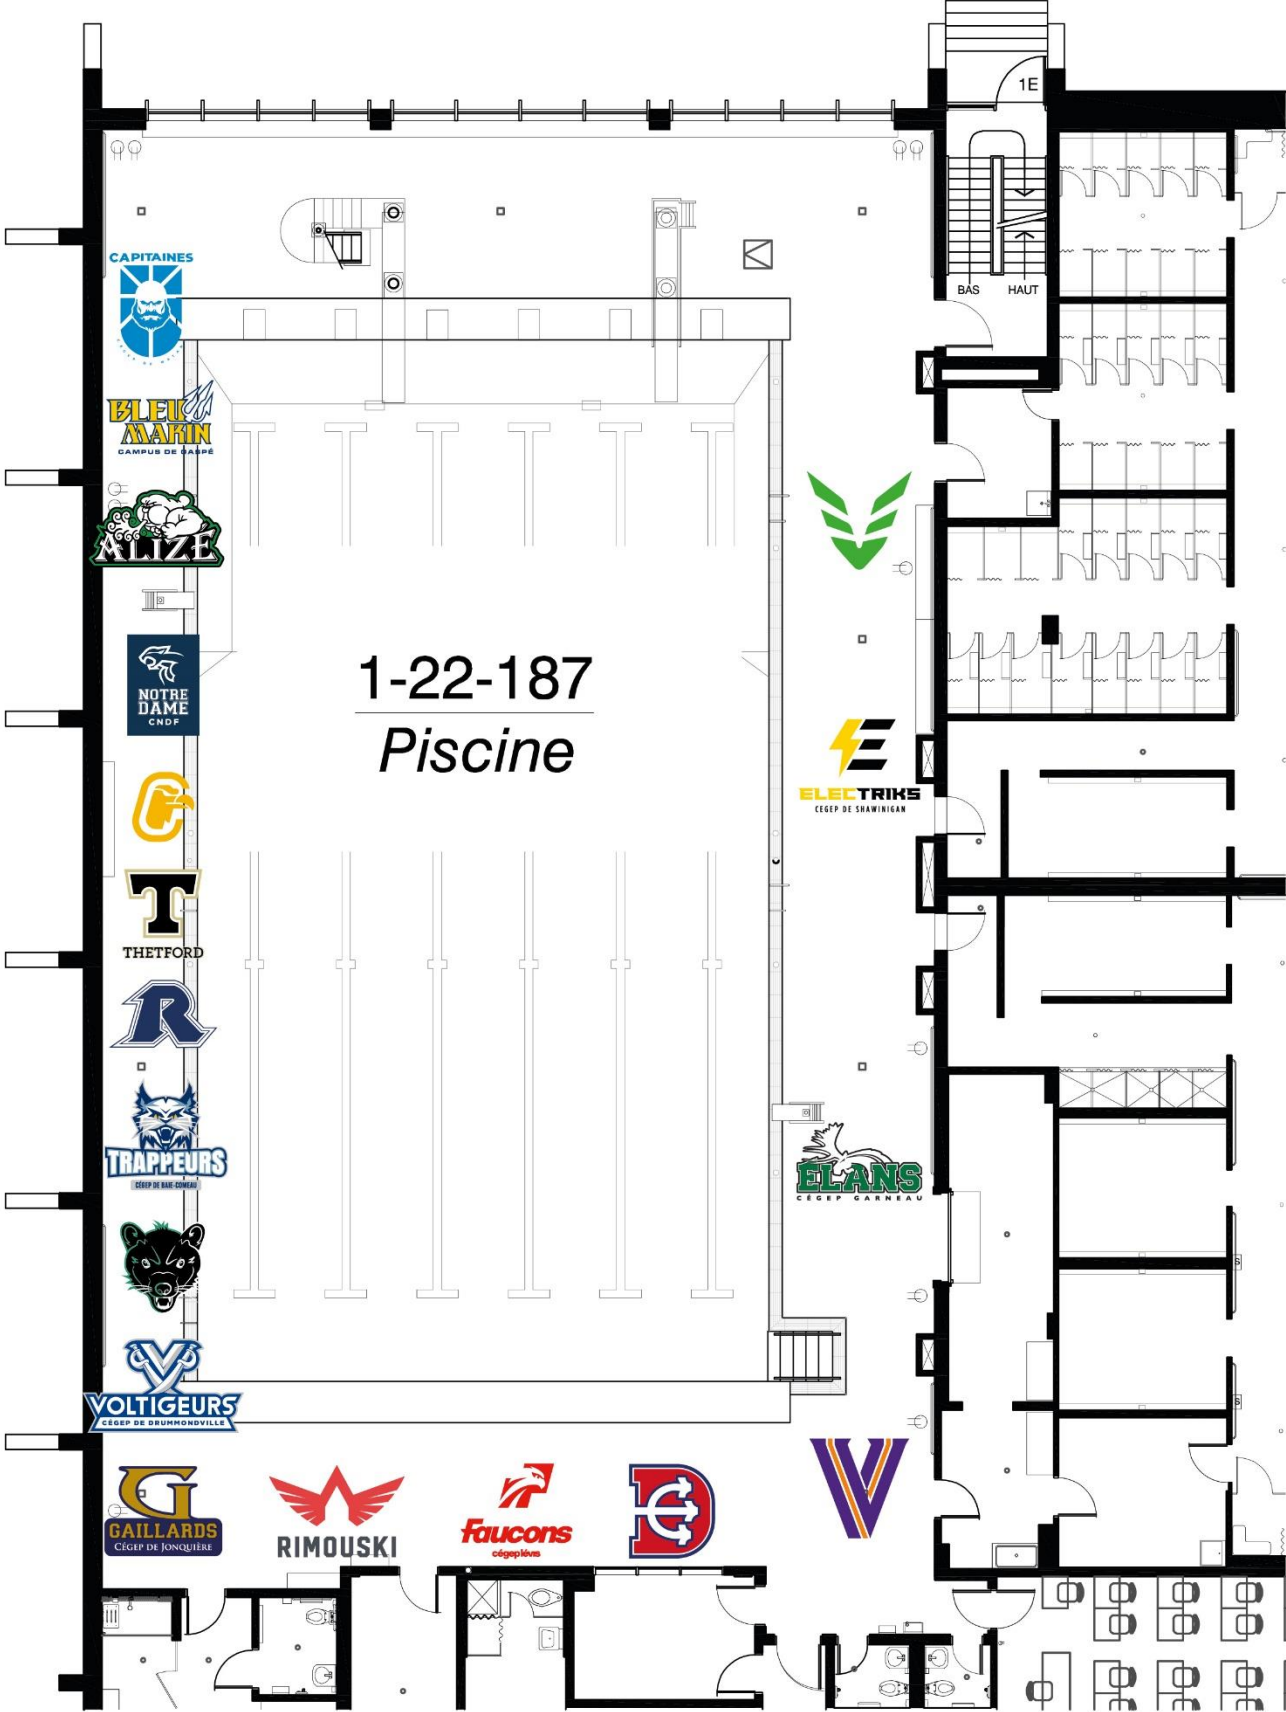 1E
BAS HAUT
CAPITAINES
BLEU
MARIN
CAMPUS DE GASPÉ
ALIZÉ
NOTRE
DAME
CNDF
1-22-187
Piscine
ELECTRIKS
CEGEP DE SHAWINIGAN
C
T
THETFORD
R
TRAPPEURS
CÉGEP DE BAIE-COMEAU
ÉLANS
CÉGEP GARNEAU
V
VOLTIGEURS
CÉGEP DE DRUMMONDVILLE
G
GAILLARDS
CÉGEP DE JONQUIÈRE
RIMOUSKI
Faucons
cégep lévis
D
V